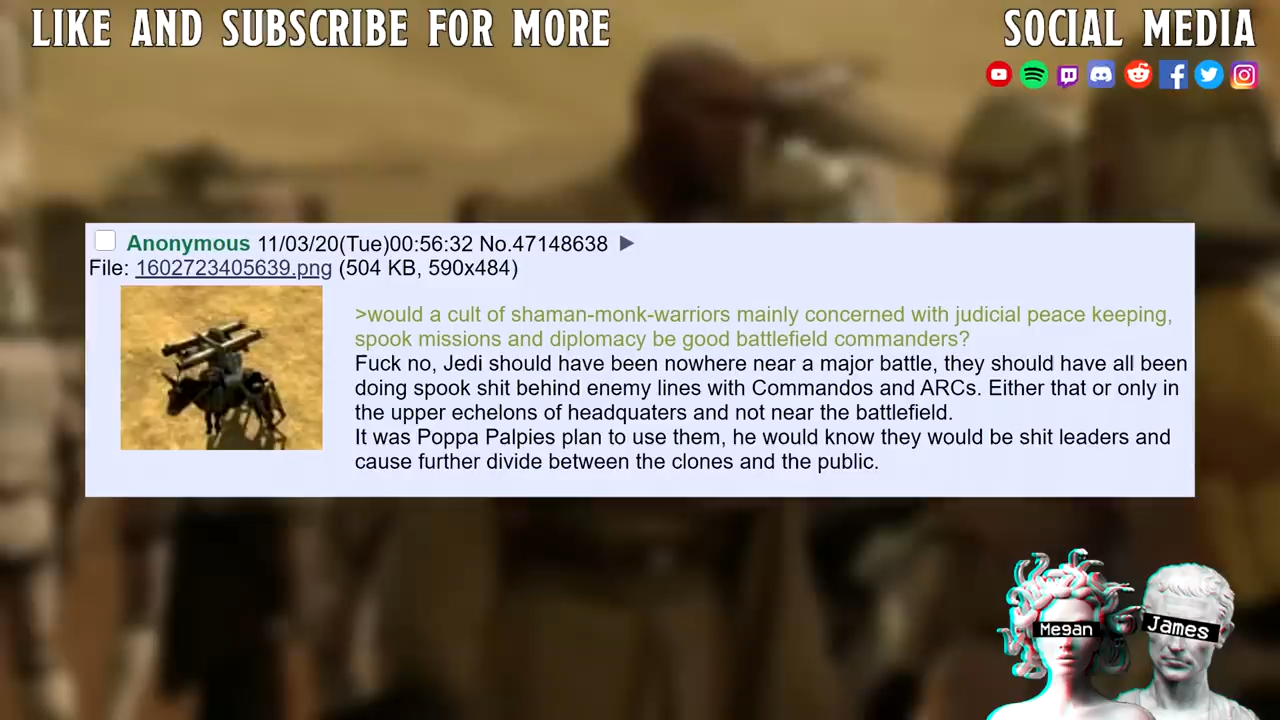 LIKE AND SUBSCRIBE FOR MORE
SOCIAL MEDIA
Anonymous 11/03/20(Tue)00:56:32 No.47148638 ▶
File: 1602723405639.png (504 KB, 590x484)
>would a cult of shaman-monk-warriors mainly concerned with judicial peace keeping,
spook missions and diplomacy be good battlefield commanders?
Fuck no, Jedi should have been nowhere near a major battle, they should have all been
doing spook shit behind enemy lines with Commandos and ARCs. Either that or only in
the upper echelons of headquaters and not near the battlefield.
It was Poppa Palpies plan to use them, he would know they would be shit leaders and
cause further divide between the clones and the public.
Megan
James